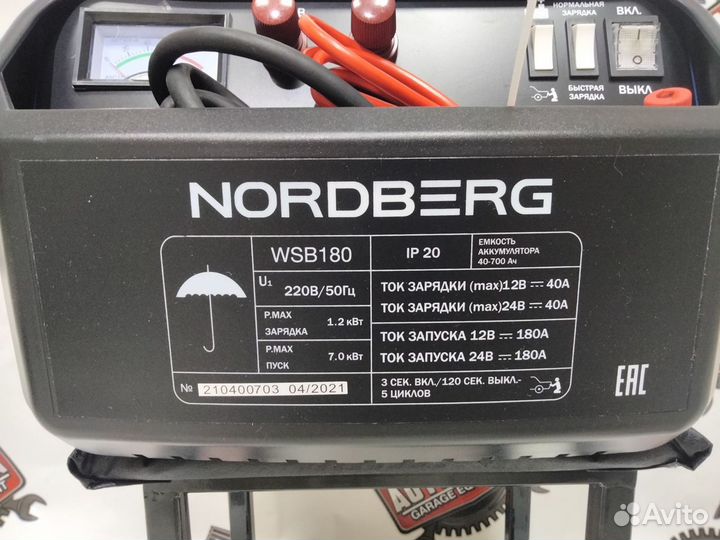 НОРМАЛЬНАЯ
ЗАРЯДКА
ВКЛ.
12В
БЫСТРАЯ
ЗАРЯДКА
ВЫКЛ
NORDBERG
WSB180
IP 20
ЕМКОСТЬ
АККУМУЛЯТОРА
40-700 Ач
U1
220В/50Гц
ТОК ЗАРЯДКИ (max)12В 40А
ТОК ЗАРЯДКИ (max)24В 40А
P.MAX
ЗАРЯДКА
1.2 кВт
ТОК ЗАПУСКА 12В 180А
ТОК ЗАПУСКА 24В 180А
P.MAX
ПУСК
7.0 кВт
№ 210400703 04/2021
3 СЕК. ВКЛ./120 СЕК. ВЫКЛ.-
5 ЦИКЛОВ
ЕАС
GARAGE
Avito